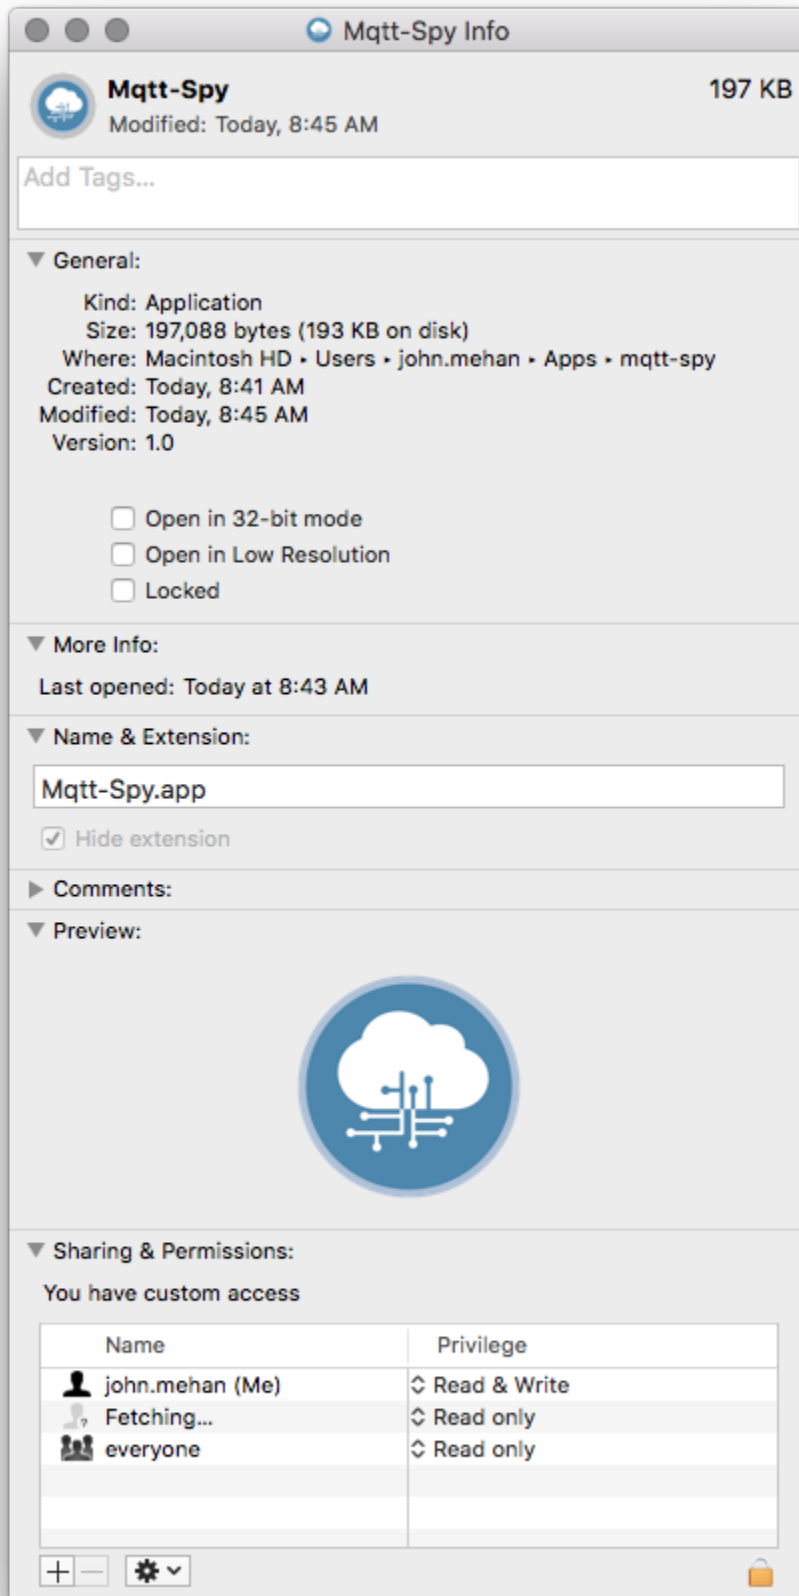 Mqtt-Spy Info
Mqtt-Spy 197 KB
Modified: Today, 8:45 AM
Add Tags...
General:
Kind: Application
Size: 197,088 bytes (193 KB on disk)
Where: Macintosh HD ▸ Users ▸ john.mehan ▸ Apps ▸ mqtt-spy
Created: Today, 8:41 AM
Modified: Today, 8:45 AM
Version: 1.0
Open in 32-bit mode
Open in Low Resolution
Locked
More Info:
Last opened: Today at 8:43 AM
Name & Extension:
Mqtt-Spy.app
Hide extension
Comments:
Preview:
Sharing & Permissions:
You have custom access
Name Privilege
john.mehan (Me) Read & Write
Fetching... Read only
everyone Read only